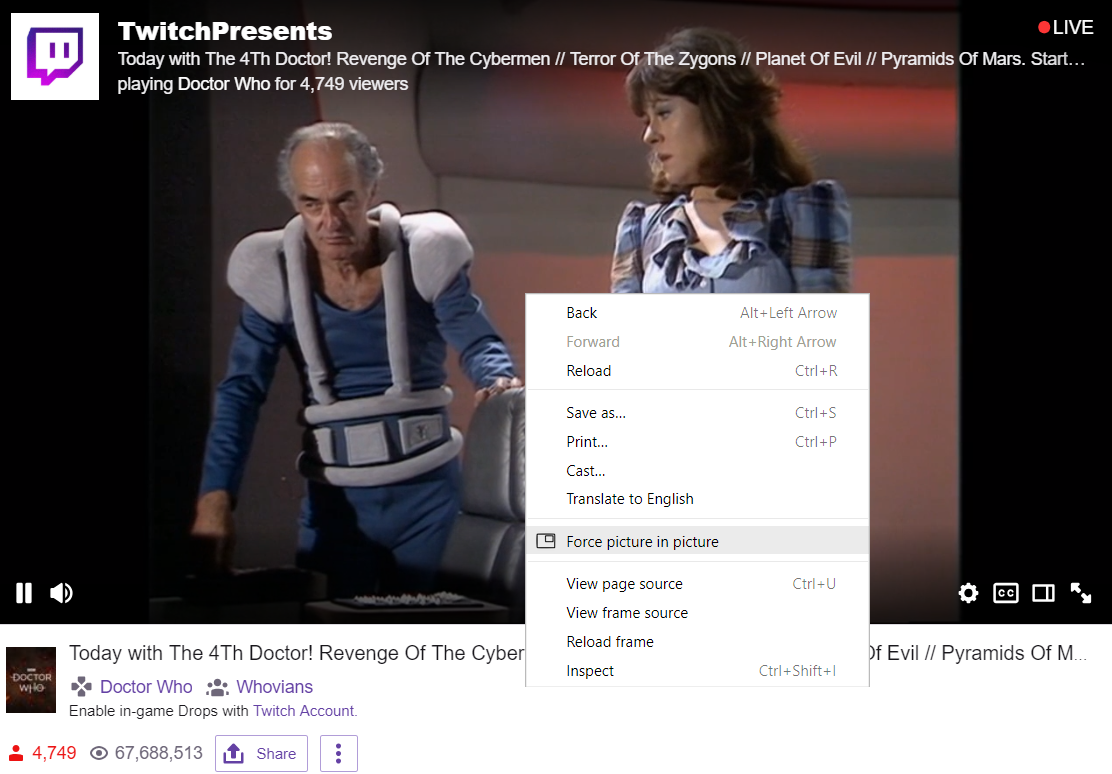 TwitchPresents
LIVE
Today with The 4Th Doctor! Revenge Of The Cybermen // Terror Of The Zygons // Planet Of Evil // Pyramids Of Mars. Start…
playing Doctor Who for 4,749 viewers
Back Alt+Left Arrow
Forward Alt+Right Arrow
Reload Ctrl+R
Save as... Ctrl+S
Print... Ctrl+P
Cast...
Translate to English
Force picture in picture
View page source Ctrl+U
View frame source
Reload frame
Inspect Ctrl+Shift+I
CC
Today with The 4Th Doctor! Revenge Of The Cyber Of Evil // Pyramids Of M...
BBC
DOCTOR
WHO
Doctor Who Whovians
Enable in-game Drops with Twitch Account.
4,749 67,688,513 Share